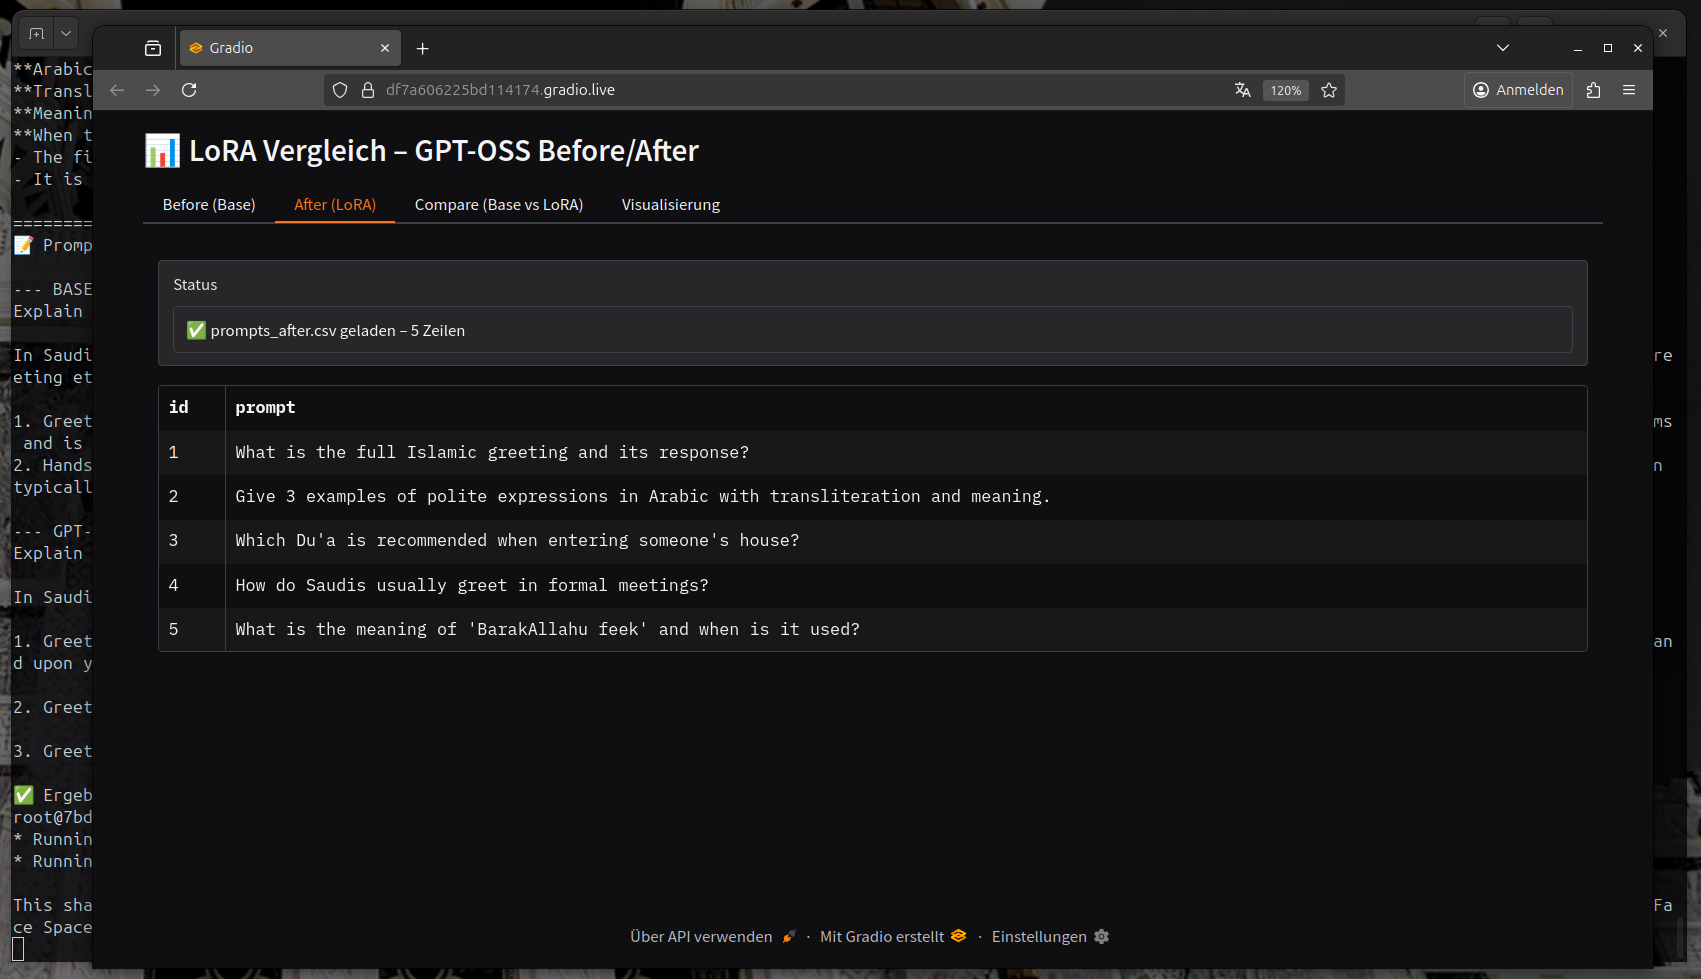 Gradio
df7a606225bd114174.gradio.live
120%
Anmelden
LoRA Vergleich – GPT-OSS Before/After
Before (Base)
After (LoRA)
Compare (Base vs LoRA)
Visualisierung
Status
✅ prompts_after.csv geladen – 5 Zeilen
id prompt
1 What is the full Islamic greeting and its response?
2 Give 3 examples of polite expressions in Arabic with transliteration and meaning.
3 Which Du'a is recommended when entering someone's house?
4 How do Saudis usually greet in formal meetings?
5 What is the meaning of 'BarakAllahu feek' and when is it used?
Über API verwenden · Mit Gradio erstellt · Einstellungen
**Arabic
**Transl
**Meanin
**When t
- The fi
- It is
=========
Promp
--- BASE
Explain
In Saudi re
eting et
1. Greet ms
and is
2. Hands n
typicall
--- GPT-
Explain
In Saudi
1. Greet an
d upon y
2. Greet
3. Greet
✅ Ergeb
root@7bd
* Runnin
* Runnin
This sha Fa
ce Space